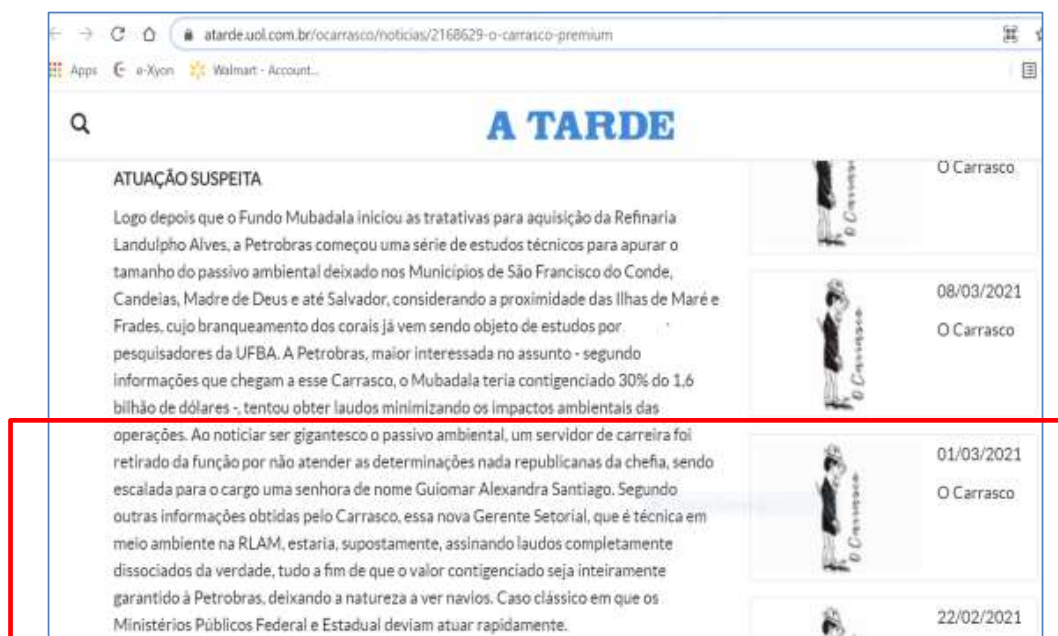 atarde.uol.com.br/ocarrasco/noticias/2168629-o-carrasco-premium
Apps
e-Xyon
Walmart - Account...
A TARDE
ATUAÇÃO SUSPEITA
Logo depois que o Fundo Mubadala iniciou as tratativas para aquisição da Refinaria
Landulpho Alves, a Petrobras começou uma série de estudos técnicos para apurar o
tamanho do passivo ambiental deixado nos Municípios de São Francisco do Conde,
Candeias, Madre de Deus e até Salvador, considerando a proximidade das Ilhas de Maré e
Frades, cujo branqueamento dos corais já vem sendo objeto de estudos por
pesquisadores da UFBA. A Petrobras, maior interessada no assunto - segundo
informações que chegam a esse Carrasco, o Mubadala teria contigenciado 30% do 1,6
bilhão de dólares -, tentou obter laudos minimizando os impactos ambientais das
operações. Ao noticiar ser gigantesco o passivo ambiental, um servidor de carreira foi
retirado da função por não atender as determinações nada republicanas da chefia, sendo
escalada para o cargo uma senhora de nome Guiomar Alexandra Santiago. Segundo
outras informações obtidas pelo Carrasco, essa nova Gerente Setorial, que é técnica em
meio ambiente na RLAM, estaria, supostamente, assinando laudos completamente
dissociados da verdade, tudo a fim de que o valor contigenciado seja inteiramente
garantido à Petrobras, deixando a natureza a ver navios. Caso clássico em que os
Ministérios Públicos Federal e Estadual deviam atuar rapidamente.
O Carrasco
O Carrasco
O Carrasco
08/03/2021
O Carrasco
O Carrasco
01/03/2021
O Carrasco
22/02/2021